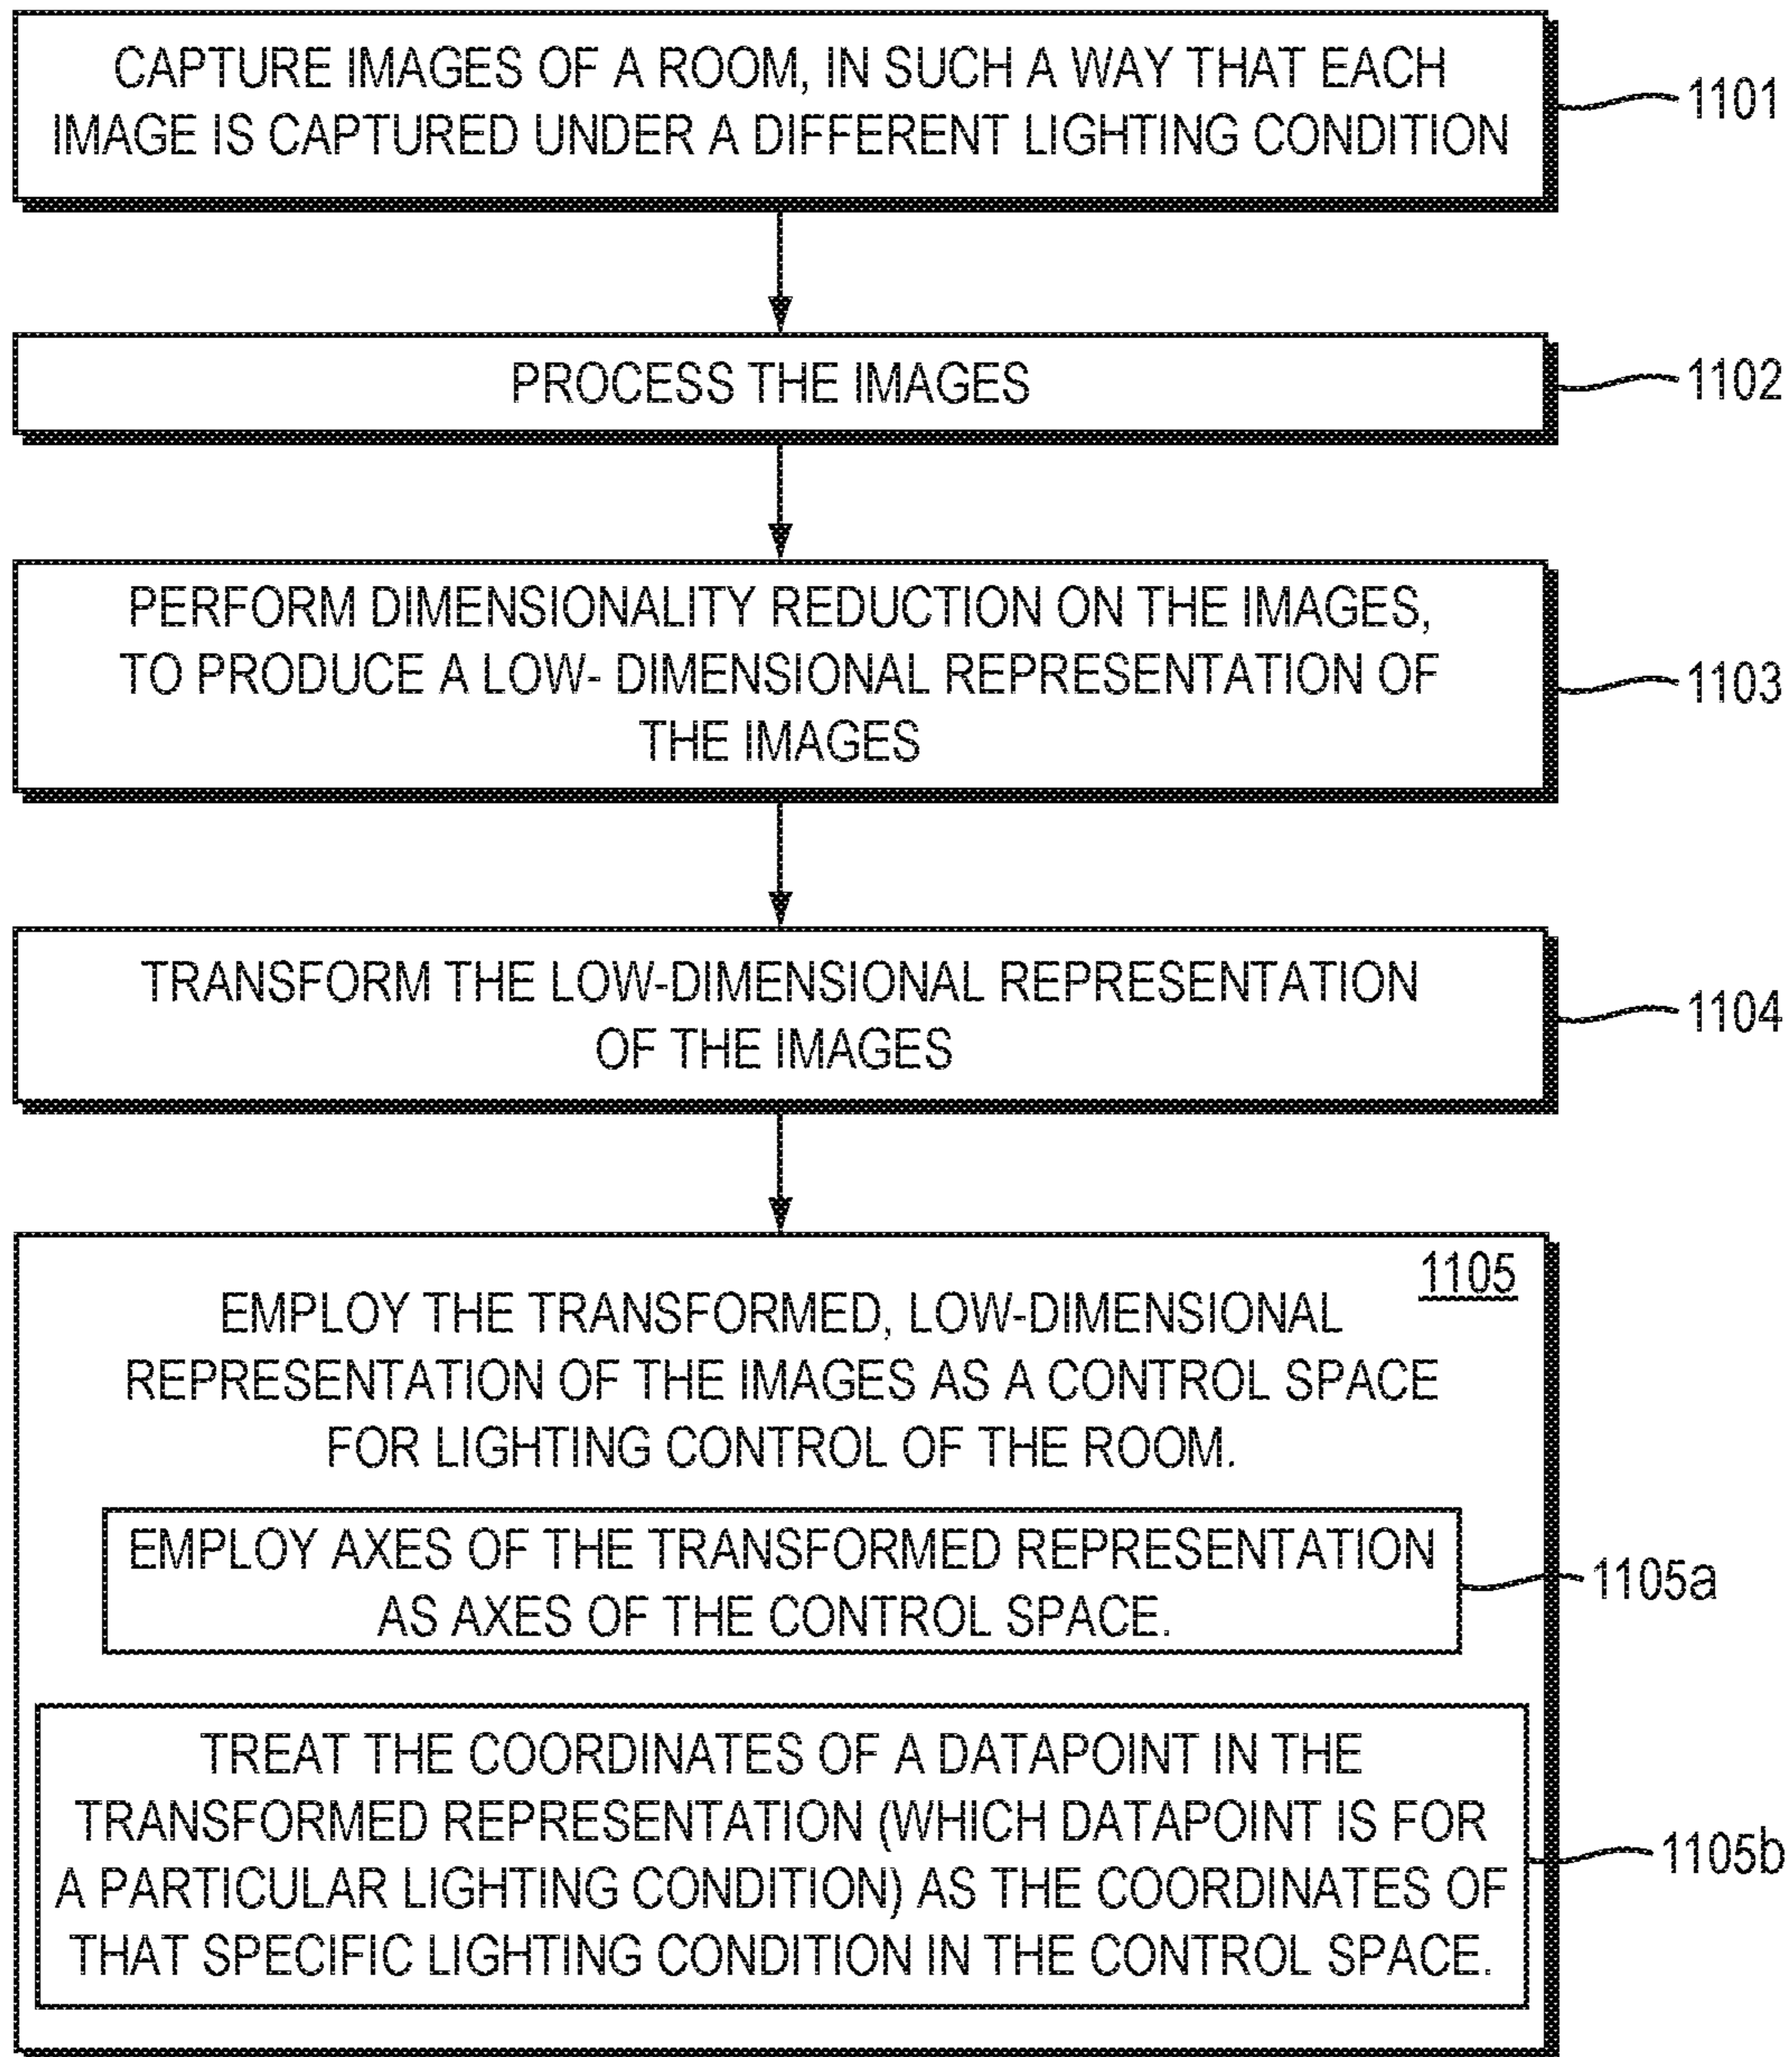 CAPTURE IMAGES OF A ROOM, IN SUCH A WAY THAT EACH
IMAGE IS CAPTURED UNDER A DIFFERENT LIGHTING CONDITION
1101
PROCESS THE IMAGES
1102
PERFORM DIMENSIONALITY REDUCTION ON THE IMAGES,
TO PRODUCE A LOW- DIMENSIONAL REPRESENTATION OF
THE IMAGES
1103
TRANSFORM THE LOW-DIMENSIONAL REPRESENTATION
OF THE IMAGES
1104
1105
EMPLOY THE TRANSFORMED, LOW-DIMENSIONAL
REPRESENTATION OF THE IMAGES AS A CONTROL SPACE
FOR LIGHTING CONTROL OF THE ROOM.
EMPLOY AXES OF THE TRANSFORMED REPRESENTATION
AS AXES OF THE CONTROL SPACE.
1105a
TREAT THE COORDINATES OF A DATAPOINT IN THE
TRANSFORMED REPRESENTATION (WHICH DATAPOINT IS FOR
A PARTICULAR LIGHTING CONDITION) AS THE COORDINATES OF
THAT SPECIFIC LIGHTING CONDITION IN THE CONTROL SPACE.
1105b